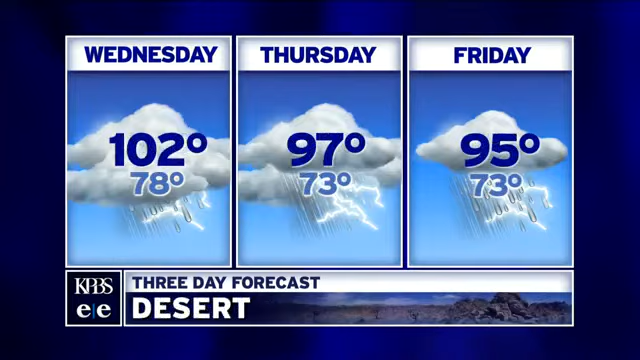 WEDNESDAY
102°
78°
THURSDAY
97°
73°
FRIDAY
95°
73°
KPBS
e|e
THREE DAY FORECAST
DESERT